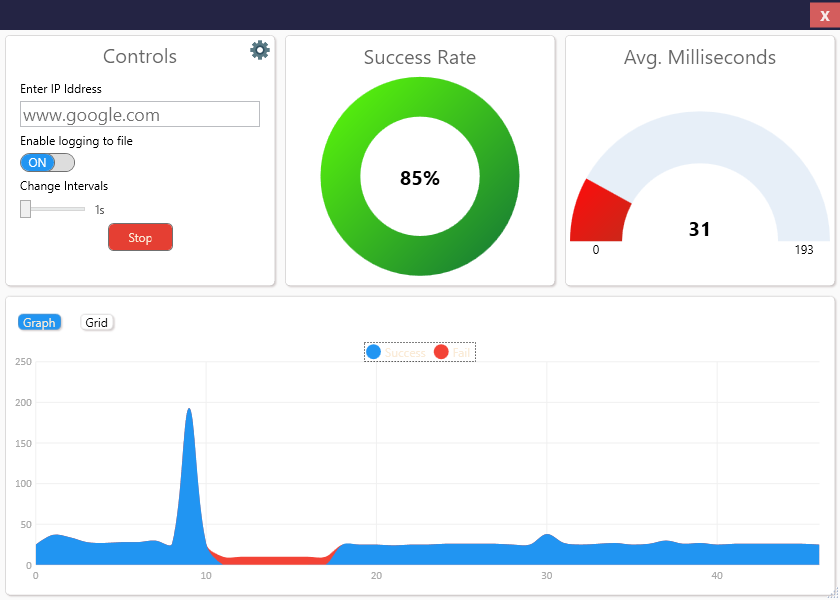 X
Controls
Enter IP Iddress
www.google.com
Enable logging to file
ON
Change Intervals
1s
Stop
Success Rate
85%
Avg. Milliseconds
31
0 193
Graph Grid
Success Fail
250
200
150
100
50
0
0 10 20 30 40